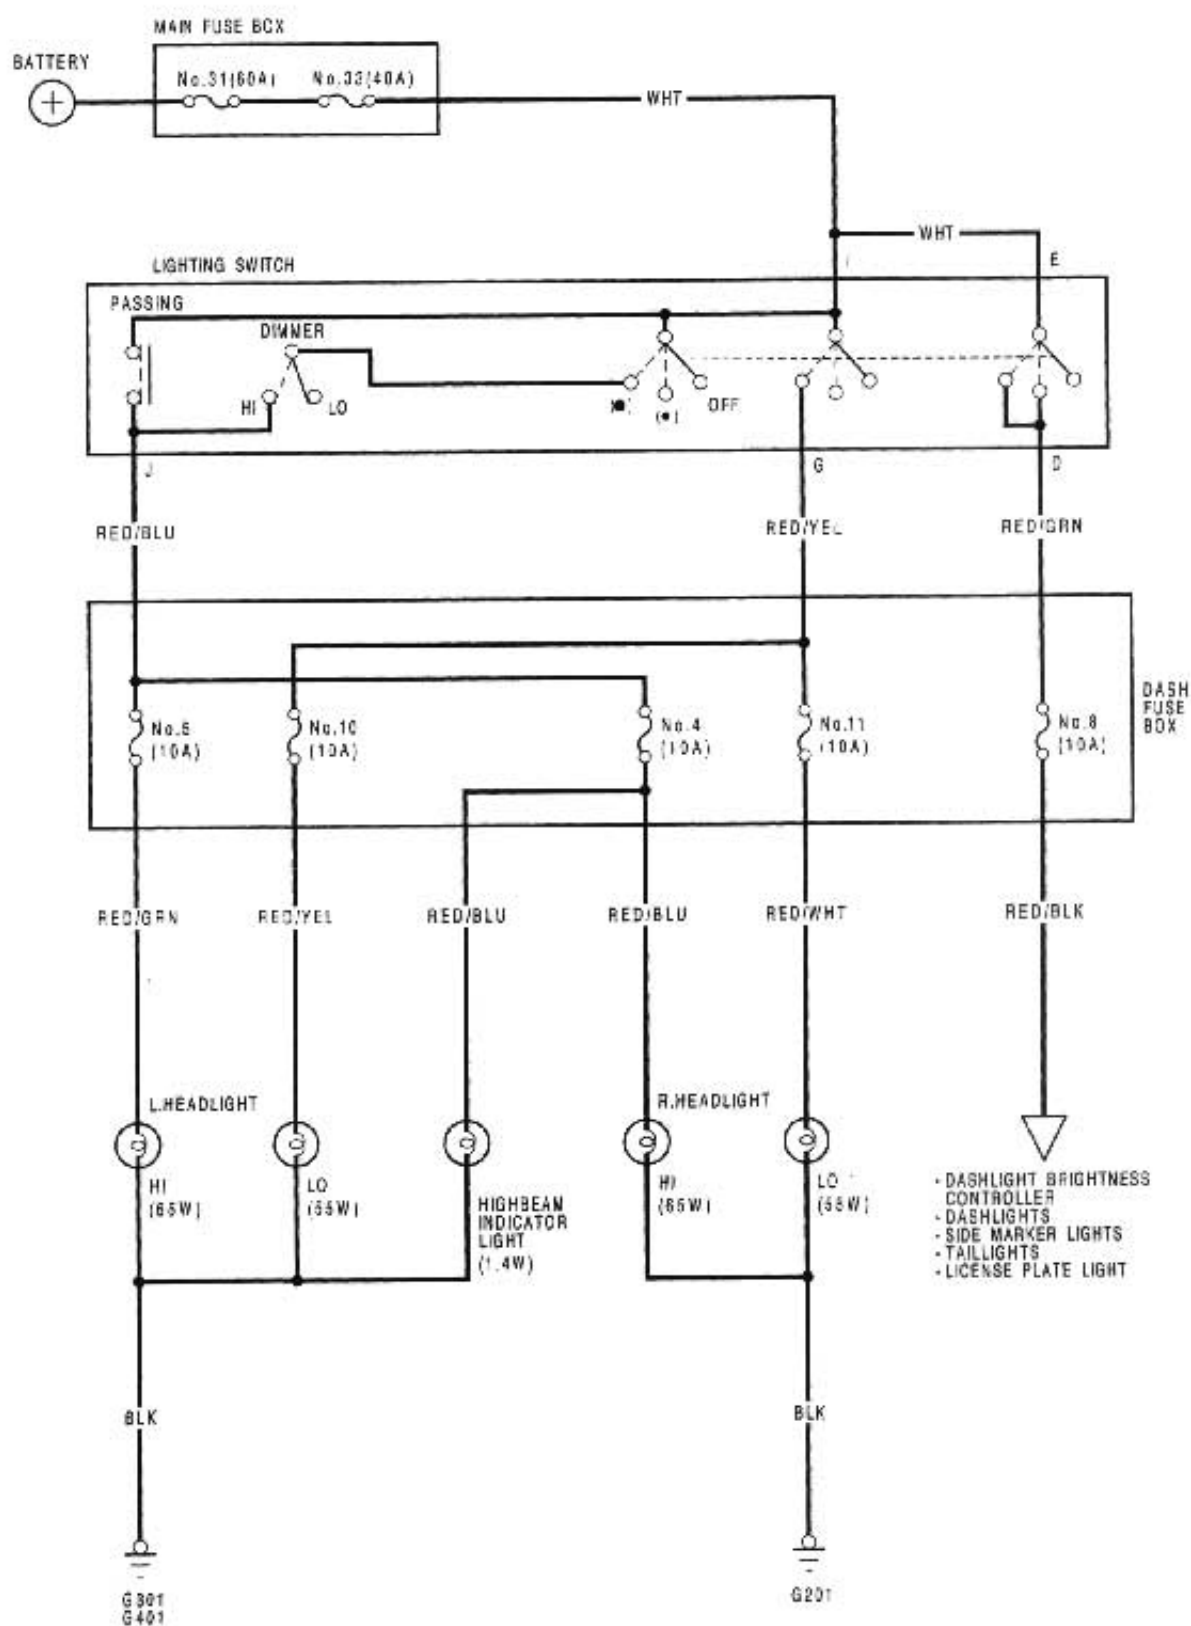 MAIN FUSE BOX
BATTERY
No.31(60A)
No.33(40A)
WHT
WHT
E
LIGHTING SWITCH
PASSING
DIMMER
HI
LO
OFF
J
G
D
RED/BLU
RED/YEL
RED/GRN
DASH
FUSE
BOX
No.5
(10A)
No.10
(10A)
No.4
(10A)
No.11
(10A)
No.8
(10A)
RED/GRN
RED/YEL
RED/BLU
RED/BLU
RED/WHT
RED/BLK
L.HEADLIGHT
R.HEADLIGHT
HI
(65W)
LO
(55W)
HIGHBEAM
INDICATOR
LIGHT
(1.4W)
HI
(65W)
LO
(55W)
• DASHLIGHT BRIGHTNESS
CONTROLLER
• DASHLIGHTS
• SIDE MARKER LIGHTS
• TAILLIGHTS
• LICENSE PLATE LIGHT
BLK
BLK
G301
G401
G201